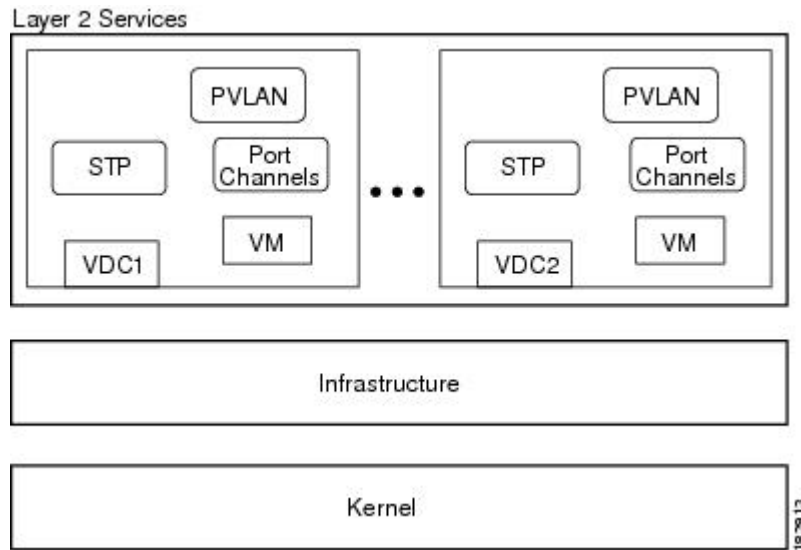 Layer 2 Services
PVLAN
STP
Port
Channels
VDC1
VM
PVLAN
STP
Port
Channels
VDC2
VM
Infrastructure
Kernel